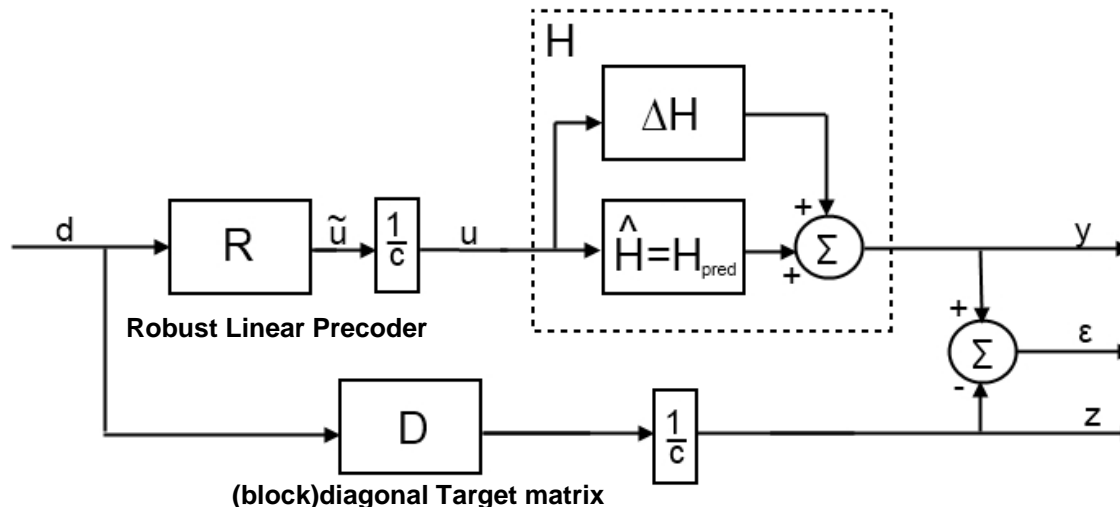 H
ΔH
d
R
ũ
1/c
u
Ĥ=H_pred
+
+
Σ
y
Robust Linear Precoder
+
Σ
ε
-
D
1/c
z
(block)diagonal Target matrix